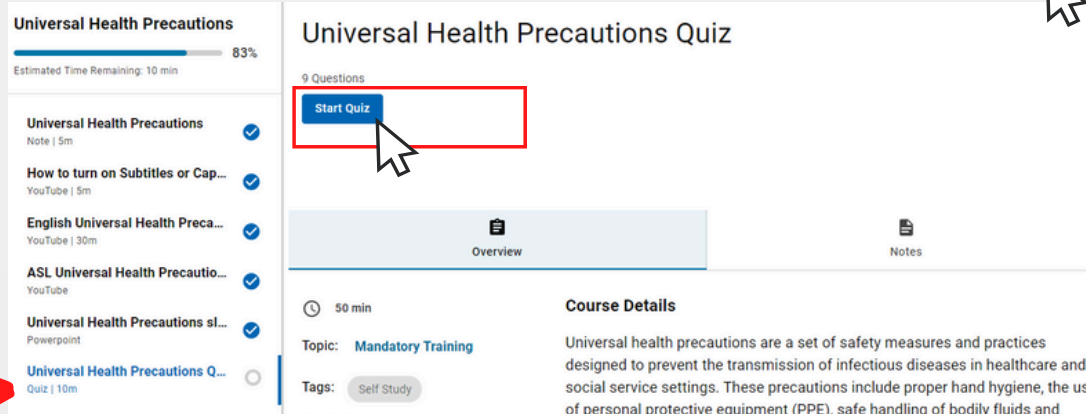 Universal Health Precautions
83%
Estimated Time Remaining: 10 min
Universal Health Precautions
Note | 5m
How to turn on Subtitles or Cap...
YouTube | 5m
English Universal Health Preca...
YouTube | 30m
ASL Universal Health Precautio...
YouTube
Universal Health Precautions sl...
Powerpoint
Universal Health Precautions Q...
Quiz | 10m
Universal Health Precautions Quiz
9 Questions
Start Quiz
Overview
Notes
50 min
Topic: Mandatory Training
Tags: Self Study
Course Details
Universal health precautions are a set of safety measures and practices
designed to prevent the transmission of infectious diseases in healthcare and
social service settings. These precautions include proper hand hygiene, the us
of personal protective equipment (PPE), safe handling of bodily fluids and